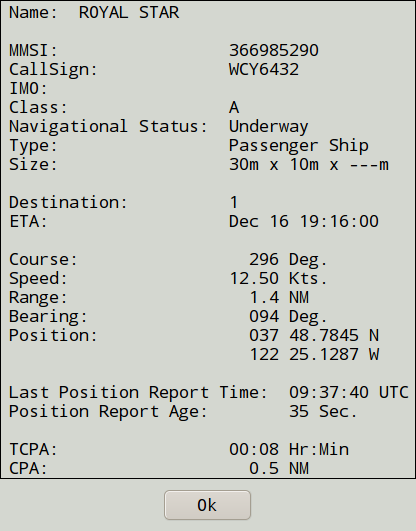 Name: ROYAL STAR
MMSI: 366985290
CallSign: WCY6432
IMO:
Class: A
Navigational Status: Underway
Type: Passenger Ship
Size: 30m x 10m x ---m
Destination: 1
ETA: Dec 16 19:16:00
Course: 296 Deg.
Speed: 12.50 Kts.
Range: 1.4 NM
Bearing: 094 Deg.
Position: 037 48.7845 N
122 25.1287 W
Last Position Report Time: 09:37:40 UTC
Position Report Age: 35 Sec.
TCPA: 00:08 Hr:Min
CPA: 0.5 NM
Ok